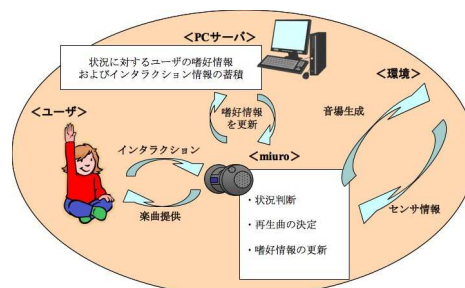 <PCサーバ>
状況に対するユーザの嗜好情報
およびインタラクション情報の蓄積
<環境>
<ユーザ>
嗜好情報
を更新
音場生成
インタラクション
<miuro>
楽曲提供
・状況判断
・再生曲の決定
・嗜好情報の更新
センサ情報